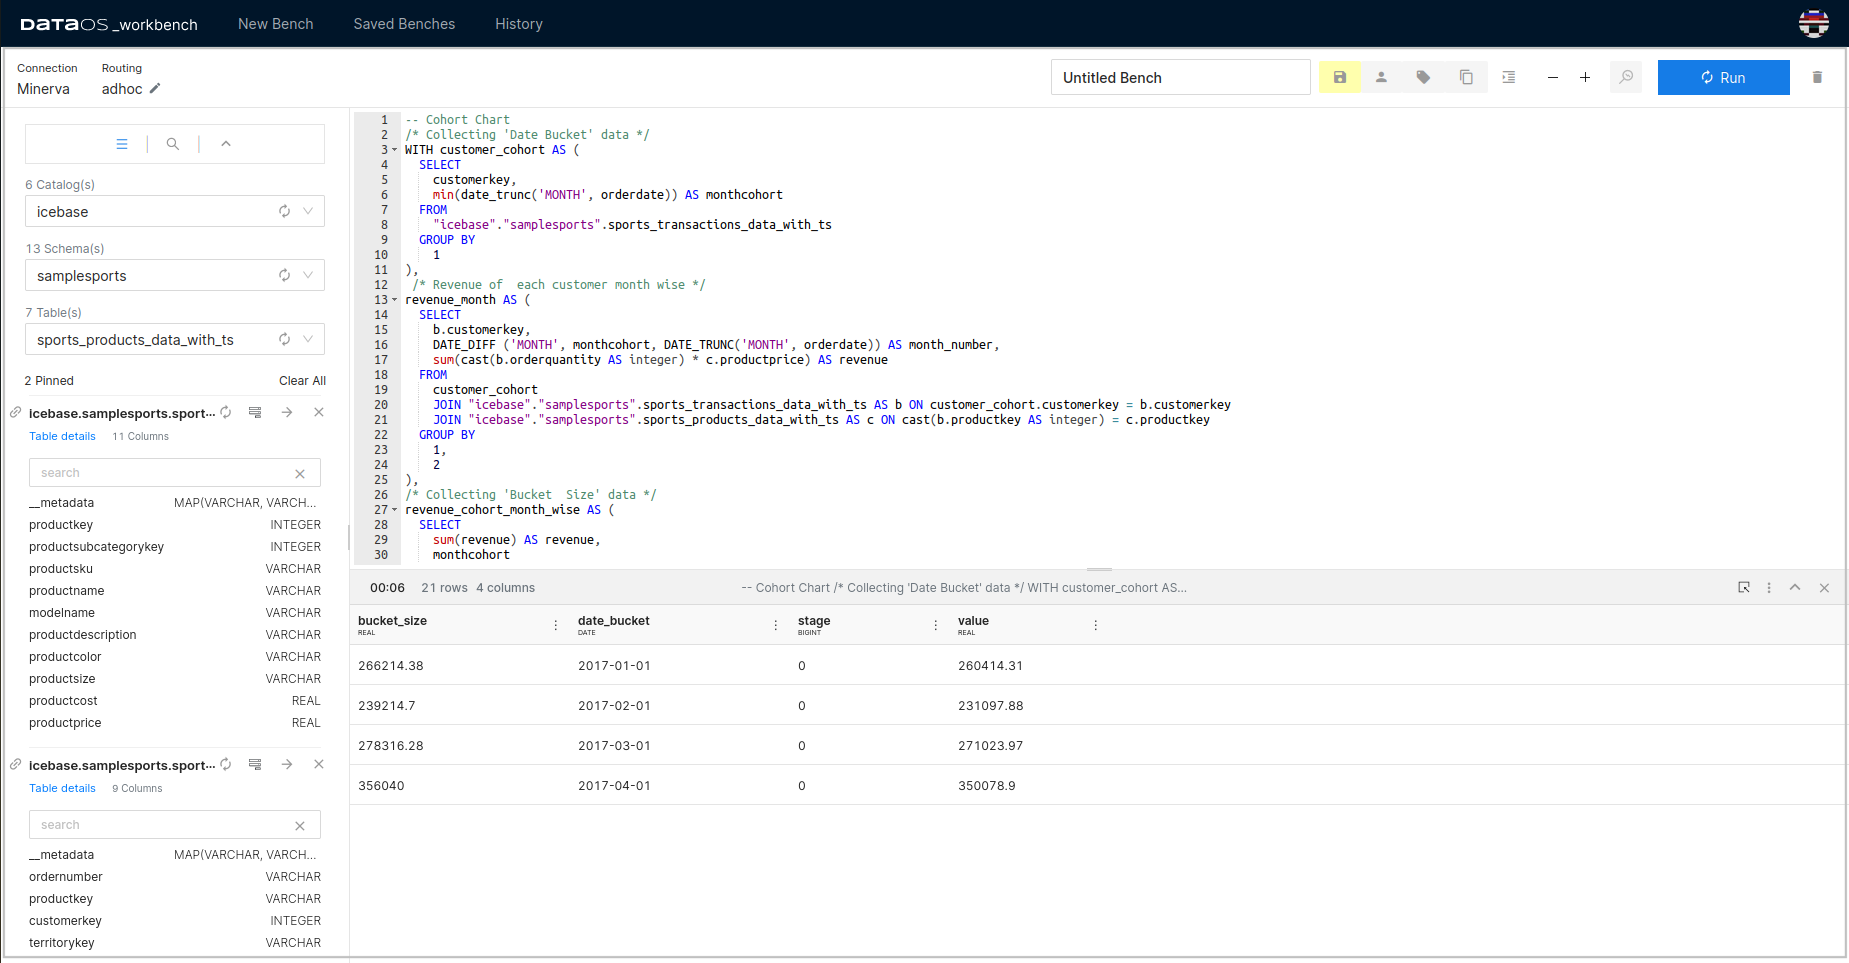 DATAOS _workbench New Bench Saved Benches History
Connection Routing
Minerva adhoc
Untitled Bench
Run
6 Catalog(s)
icebase
13 Schema(s)
samplesports
7 Table(s)
sports_products_data_with_ts
2 Pinned Clear All
icebase.samplesports.sport...
Table details 11 Columns
search
__metadata MAP(VARCHAR, VARCH...
productkey INTEGER
productsubcategorykey INTEGER
productsku VARCHAR
productname VARCHAR
modelname VARCHAR
productdescription VARCHAR
productcolor VARCHAR
productsize VARCHAR
productcost REAL
productprice REAL
icebase.samplesports.sport...
Table details 9 Columns
search
__metadata MAP(VARCHAR, VARCH...
ordernumber VARCHAR
productkey VARCHAR
customerkey INTEGER
territorykey VARCHAR
1 -- Cohort Chart
2 /* Collecting 'Date Bucket' data */
3 WITH customer_cohort AS (
4 SELECT
5 customerkey,
6 min(date_trunc('MONTH', orderdate)) AS monthcohort
7 FROM
8 "icebase"."samplesports".sports_transactions_data_with_ts
9 GROUP BY
10 1
11 ),
12 /* Revenue of  each customer month wise */
13 revenue_month AS (
14 SELECT
15 b.customerkey,
16 DATE_DIFF ('MONTH', monthcohort, DATE_TRUNC('MONTH', orderdate)) AS month_number,
17 sum(cast(b.orderquantity AS integer) * c.productprice) AS revenue
18 FROM
19 customer_cohort
20 JOIN "icebase"."samplesports".sports_transactions_data_with_ts AS b ON customer_cohort.customerkey = b.customerkey
21 JOIN "icebase"."samplesports".sports_products_data_with_ts AS c ON cast(b.productkey AS integer) = c.productkey
22 GROUP BY
23 1,
24 2
25 ),
26 /* Collecting 'Bucket  Size' data */
27 revenue_cohort_month_wise AS (
28 SELECT
29 sum(revenue) AS revenue,
30 monthcohort
00:06 21 rows 4 columns -- Cohort Chart /* Collecting 'Date Bucket' data */ WITH customer_cohort AS...
bucket_size date_bucket stage value
REAL DATE BIGINT REAL
266214.38 2017-01-01 0 260414.31
239214.7 2017-02-01 0 231097.88
278316.28 2017-03-01 0 271023.97
356040 2017-04-01 0 350078.9